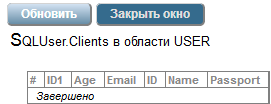 Обновить Закрыть окно
SQLUser.Clients в области USER
# ID1 Age Email ID Name Passport
Завершено